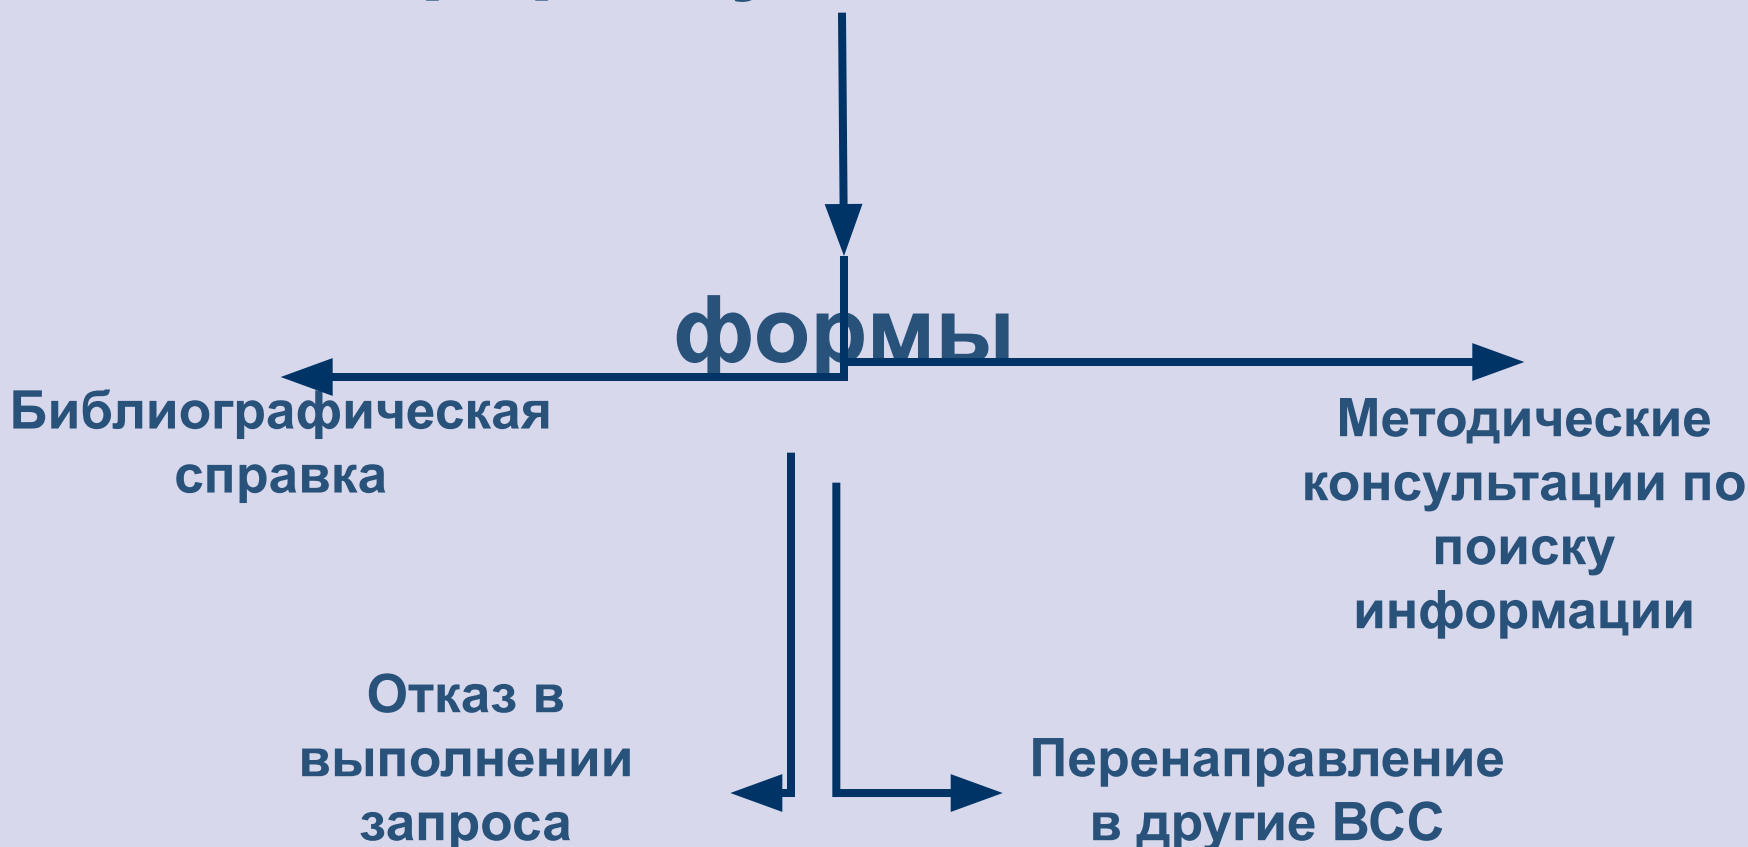 формы
Библиографическая
справка
Методические
консультации по
поиску
информации
Отказ в
выполнении
запроса
Перенаправление
в другие ВСС